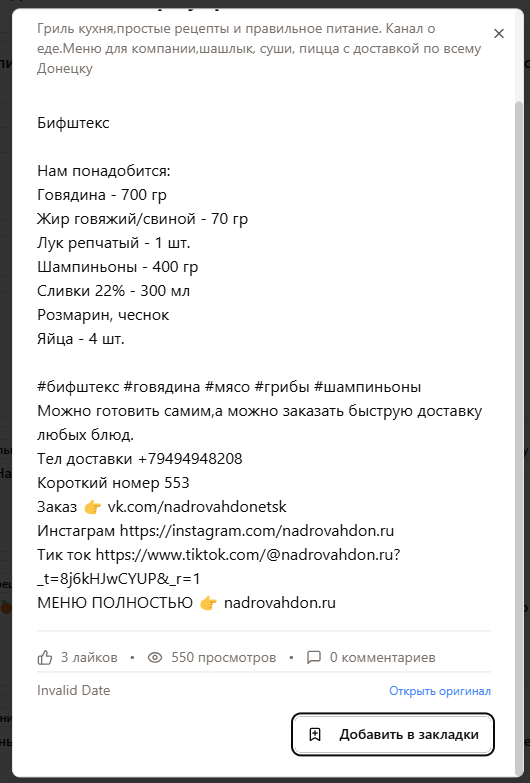 Гриль кухня,простые рецепты и правильное питание. Канал о
еде.Меню для компании,шашлык, суши, пицца с доставкой по всему
Донецку
Бифштекс
Нам понадобится:
Говядина - 700 гр
Жир говяжий/свиной - 70 гр
Лук репчатый - 1 шт.
Шампиньоны - 400 гр
Сливки 22% - 300 мл
Розмарин, чеснок
Яйца - 4 шт.
#бифштекс #говядина #мясо #грибы #шампиньоны
Можно готовить самим,а можно заказать быструю доставку
любых блюд.
Тел доставки +79494948208
Короткий номер 553
Заказ 👉 vk.com/nadrovahdonetsk
Инстаграм https://instagram.com/nadrovahdon.ru
Тик ток https://www.tiktok.com/@nadrovahdon.ru?
_t=8j6kHJwCYUP&_r=1
МЕНЮ ПОЛНОСТЬЮ 👉 nadrovahdon.ru
3 лайков • 550 просмотров • 0 комментариев
Invalid Date Открыть оригинал
Добавить в закладки